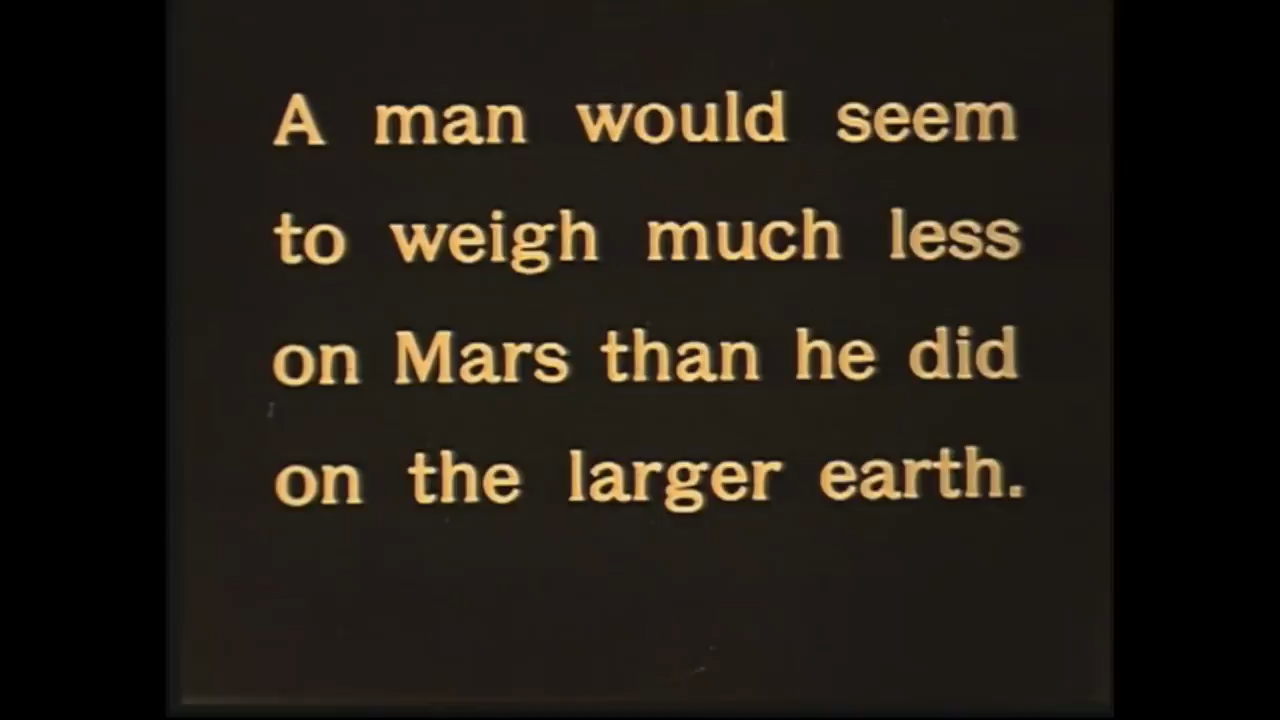 A man would seem
to weigh much less
on Mars than he did
on the larger earth.